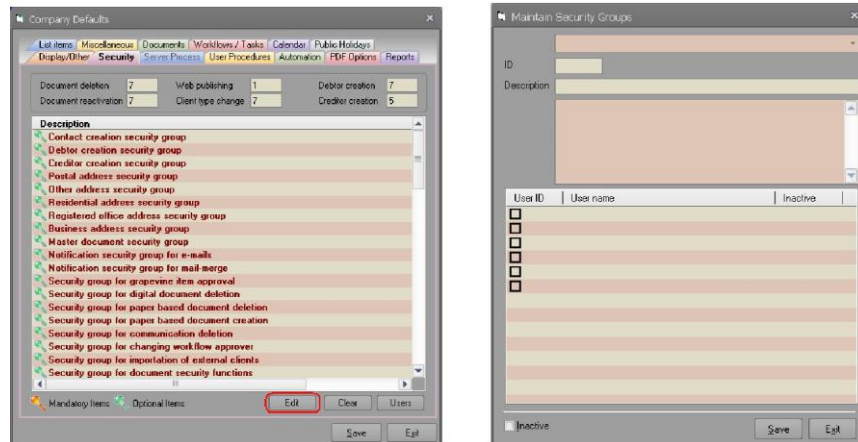 Company Defaults
List items Miscellaneous Documents Workflows / Tasks Calendar Public Holidays
Display/Other Security Server Process User Procedures Automation PDF Options Reports
Document deletion 7 Web publishing 1 Debtor creation 7
Document reactivation 7 Client type change 7 Creditor creation 5
Description
Contact creation security group
Debtor creation security group
Creditor creation security group
Postal address security group
Other address security group
Residential address security group
Registered office address security group
Business address security group
Master document security group
Notification security group for e-mails
Notification security group for mail-merge
Security group for grapevine item approval
Security group for digital document deletion
Security group for paper based document deletion
Security group for paper based document creation
Security group for communication deletion
Security group for changing workflow approver
Security group for importation of external clients
Security group for document security functions
Mandatory Items Optional Items Edit Clear Users
Save Exit
Maintain Security Groups
ID
Description
User ID User name Inactive
Inactive Save Exit